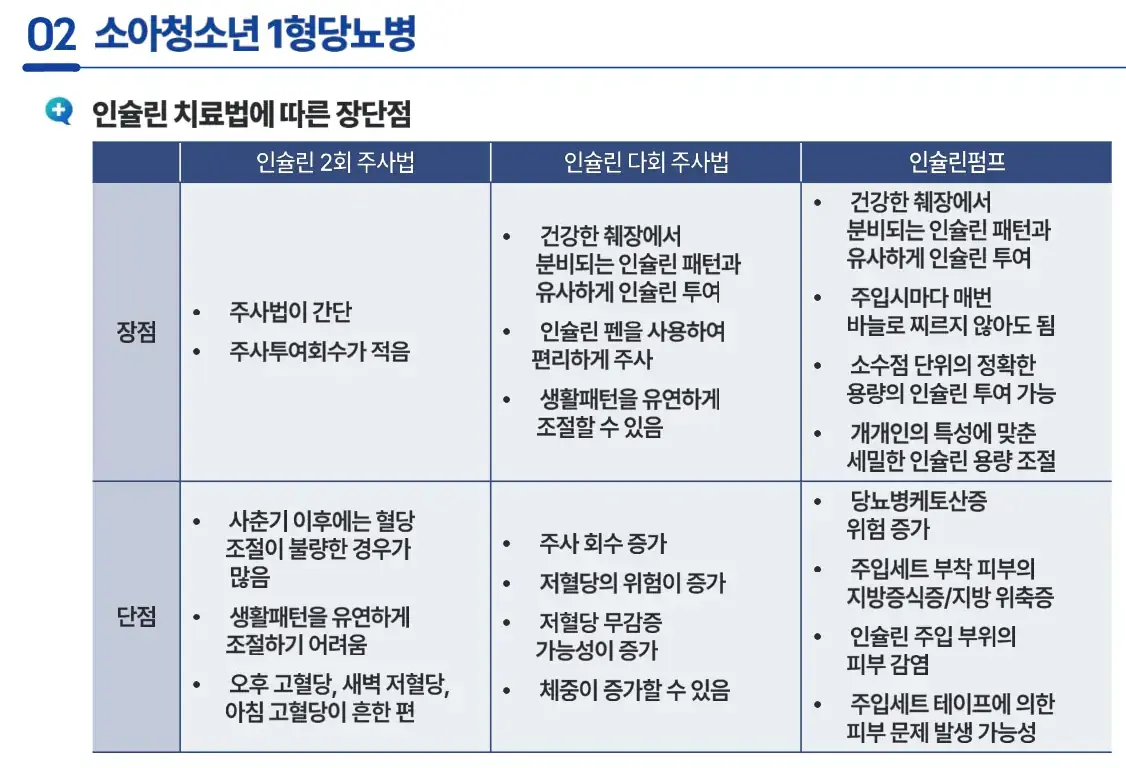 02 소아청소년 1형당뇨병
인슐린 치료법에 따른 장단점
인슐린 2회 주사법
인슐린 다회 주사법
인슐린펌프
장점
• 주사법이 간단
• 주사투여회수가 적음
• 건강한 췌장에서
분비되는 인슐린 패턴과
유사하게 인슐린 투여
• 인슐린 펜을 사용하여
편리하게 주사
• 생활패턴을 유연하게
조절할 수 있음
• 건강한 췌장에서
분비되는 인슐린 패턴과
유사하게 인슐린 투여
• 주입시마다 매번
바늘로 찌르지 않아도 됨
• 소수점 단위의 정확한
용량의 인슐린 투여 가능
• 개개인의 특성에 맞춘
세밀한 인슐린 용량 조절
단점
• 사춘기 이후에는 혈당
조절이 불량한 경우가
많음
• 생활패턴을 유연하게
조절하기 어려움
• 오후 고혈당, 새벽 저혈당,
아침 고혈당이 흔한 편
• 주사 회수 증가
• 저혈당의 위험이 증가
• 저혈당 무감증
가능성이 증가
• 체중이 증가할 수 있음
• 당뇨병케토산증
위험 증가
• 주입세트 부착 피부의
지방증식증/지방 위축증
• 인슐린 주입 부위의
피부 감염
• 주입세트 테이프에 의한
피부 문제 발생 가능성